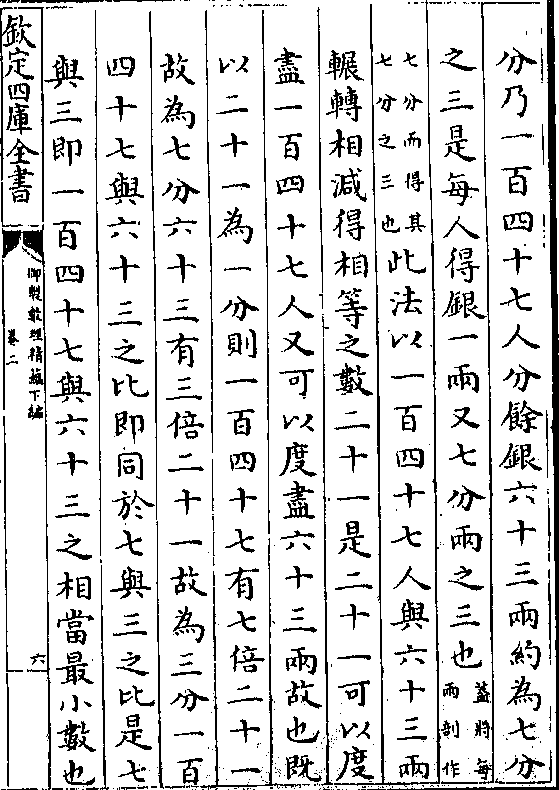 分乃一百四十七人分餘銀六十三兩約為七分
之三是每人得銀一兩又七分兩之三也蓋將每兩剖作
七分而得其七分之三也此法以一百四十七人與六十三兩
輾轉相減得相等之數二十一是二十一可以度
盡一百四十七人又可以度盡六十三兩故也既
以二十一為一分則一百四十七有七倍二十一
故為七分六十三有三倍二十一故為三分一百
四十七與六十三之比即同於七與三之比是七
與三即一百四十七與六十三之相當最小數也
欽定四庫全書
御製數理精蘊下編
卷二
六